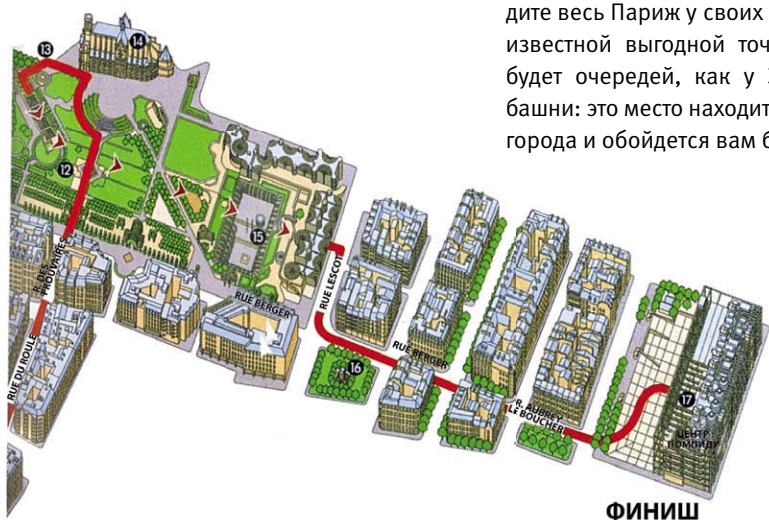 дите весь Париж у своих
известной выгодной точ
будет очередей, как у
башни: это место находит
города и обойдется вам б
13
14
12
15
R. DES
PROUVAIRES
RUE BERGER
RUE LESCOT
RUE DU ROULE
16
RUE BERGER
R. AUBREY
LE BOUCHER
17
ЦЕНТР
ПОМПИДУ
ФИНИШ